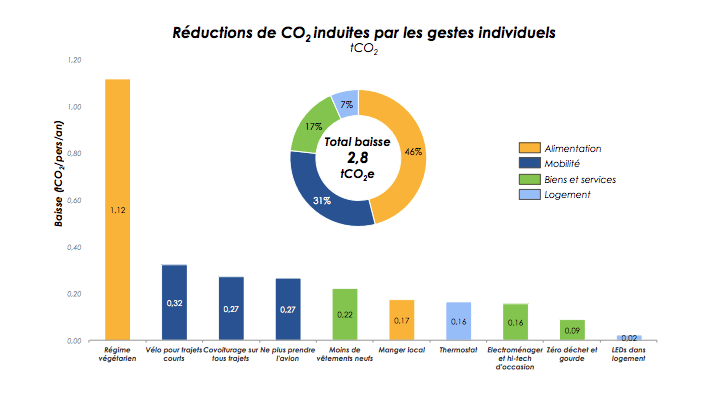 Réductions de CO2 induites par les gestes individuels
tCO2
1,20
1,00
0,80
0,60
0,40
0,20
0,00
Baisse (tCO2/pers/an)
1,12
0,32
0,27
0,27
0,22
0,17
0,16
0,16
0,09
0,02
7%
17%
46%
31%
Total baisse
2,8
tCO2e
Alimentation
Mobilité
Biens et services
Logement
Régime
végétarien
Vélo pour trajets
courts
Covoiturage sur
tous trajets
Ne plus prendre
l'avion
Moins de
vêtements neufs
Manger local
Thermostat
Electroménager
et hi-tech
d'occasion
Zéro déchet et
gourde
LEDs dans
logement